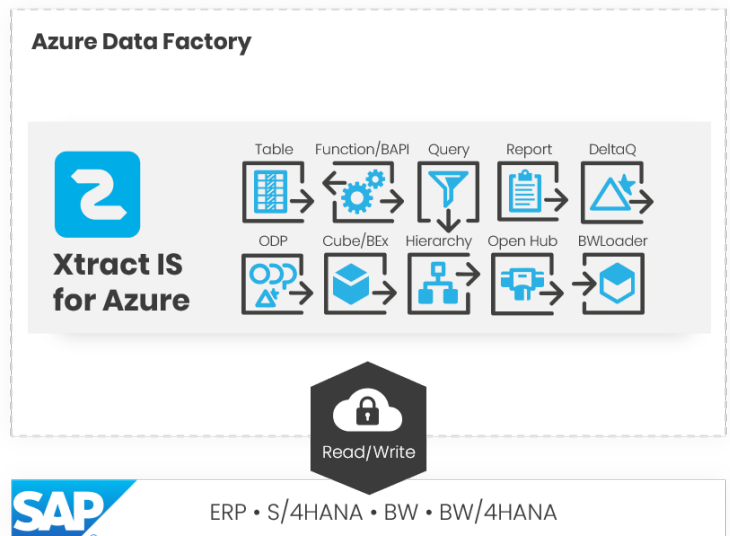 Azure Data Factory
Table Function/BAPI Query Report DeltaQ
ODP Cube/BEx Hierarchy Open Hub BWLoader
ODP
Xtract IS
for Azure
Read/Write
SAP
ERP • S/4HANA • BW • BW/4HANA